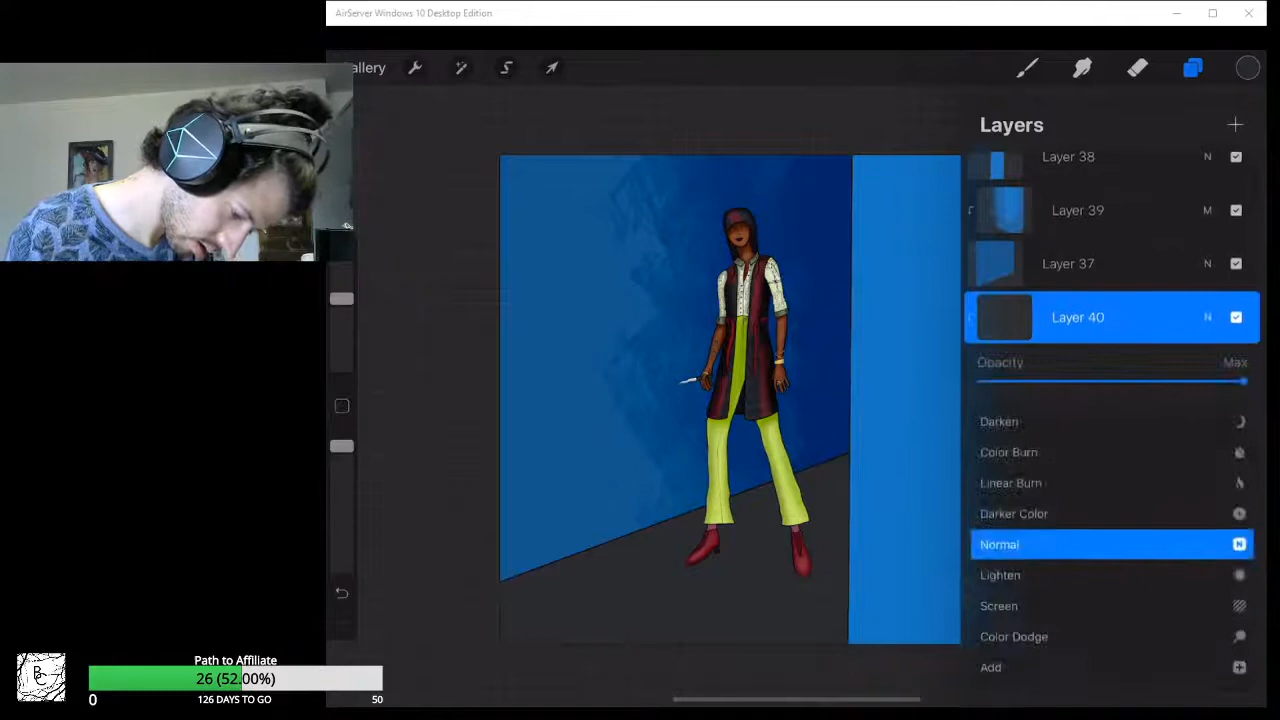 AirServer Windows 10 Desktop Edition
allery
Layers
Layer 38
N
Layer 39
M
Layer 37
N
Layer 40
N
Opacity
Max
Darken
Color Burn
Linear Burn
Darker Color
Normal
N
Lighten
Screen
Color Dodge
Add
Path to Affiliate
26 (52.00%)
0
126 DAYS TO GO
50